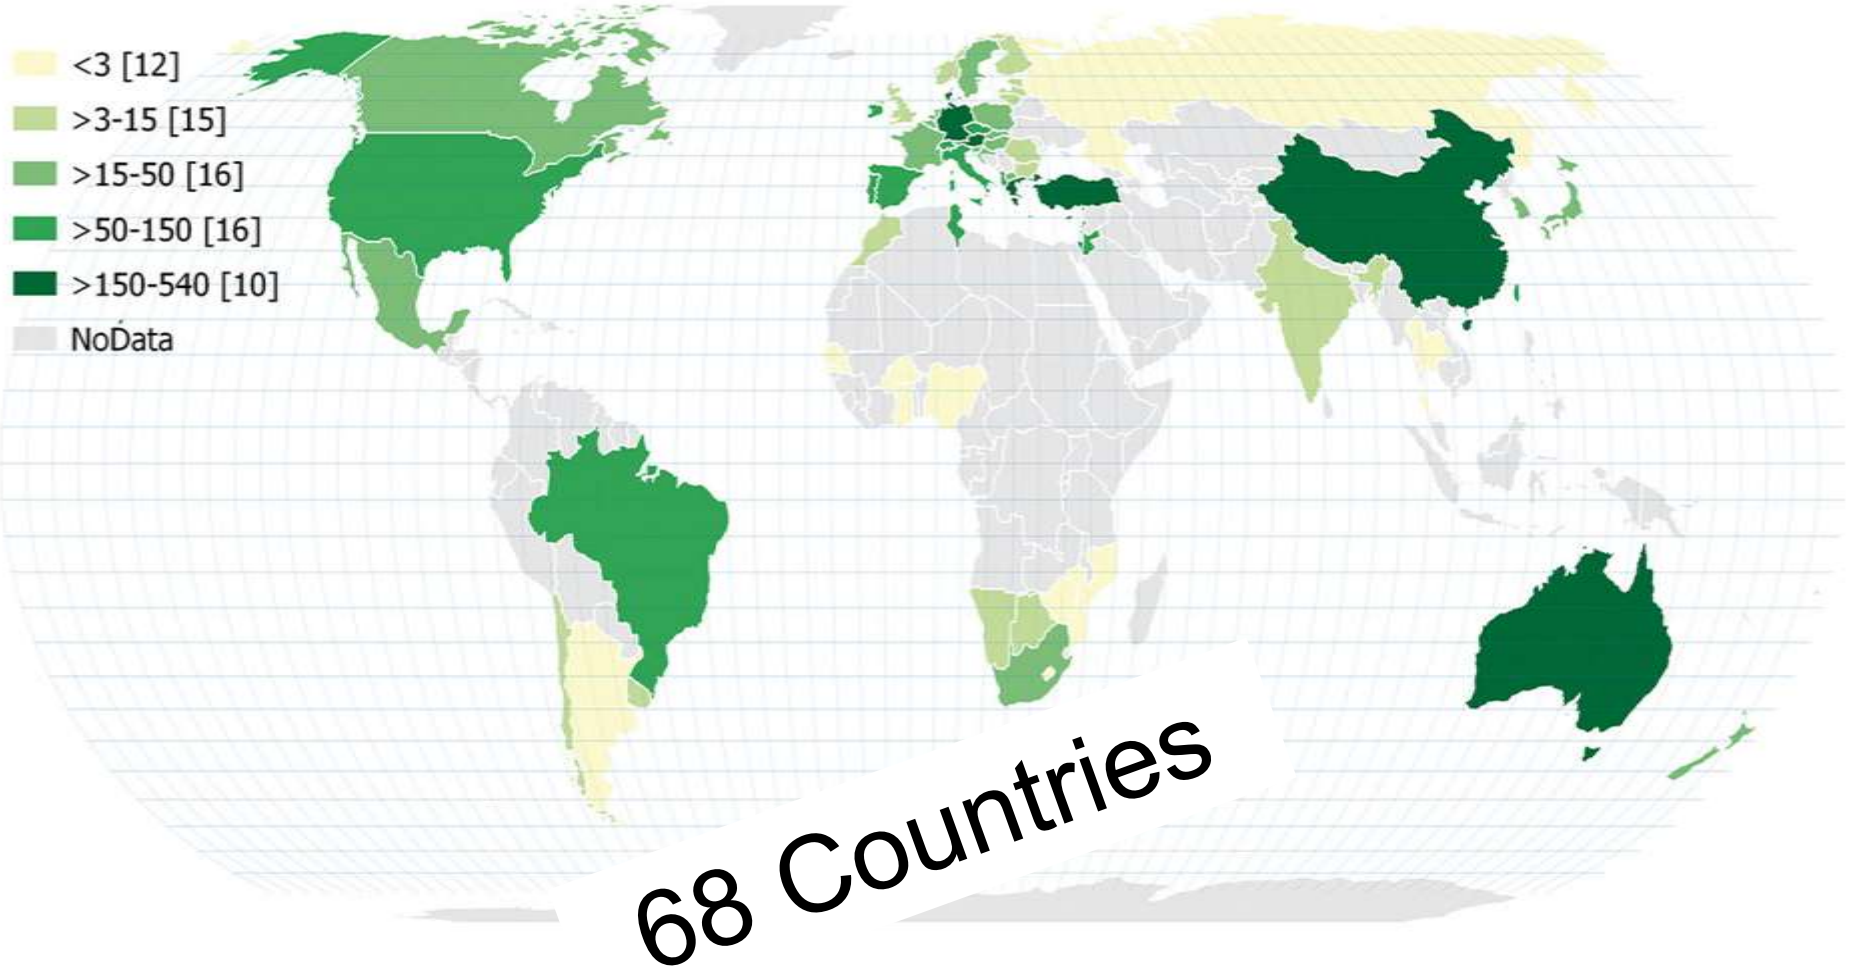 <3 [12]
>3-15 [15]
>15-50 [16]
>50-150 [16]
>150-540 [10]
NoData
68 Countries